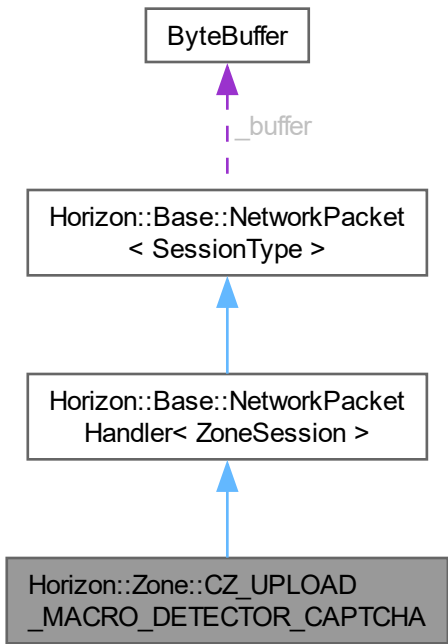 ByteBuffer
_buffer
Horizon::Base::NetworkPacket
< SessionType >
Horizon::Base::NetworkPacket
Handler< ZoneSession >
Horizon::Zone::CZ_UPLOAD
_MACRO_DETECTOR_CAPTCHA